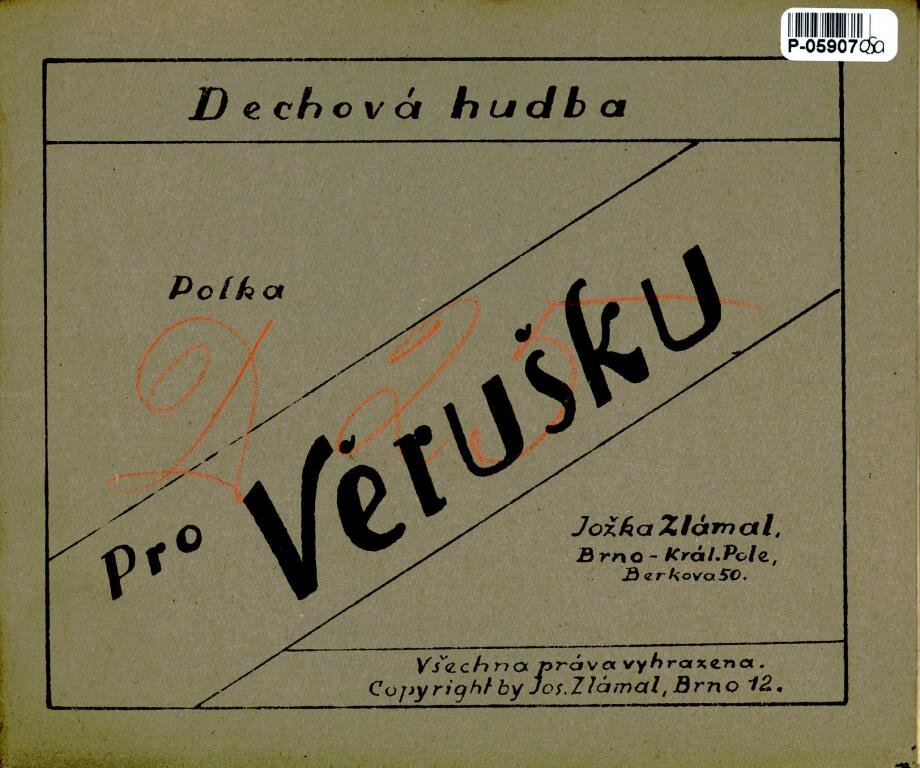 P-05907
Dechová hudba
Polka
Pro Věrušku
Jožka Zlámal,
Brno - Král. Pole,
Berkova 50.
Všechna práva vyhrazena.
Copyright by Jos. Zlámal, Brno 12.